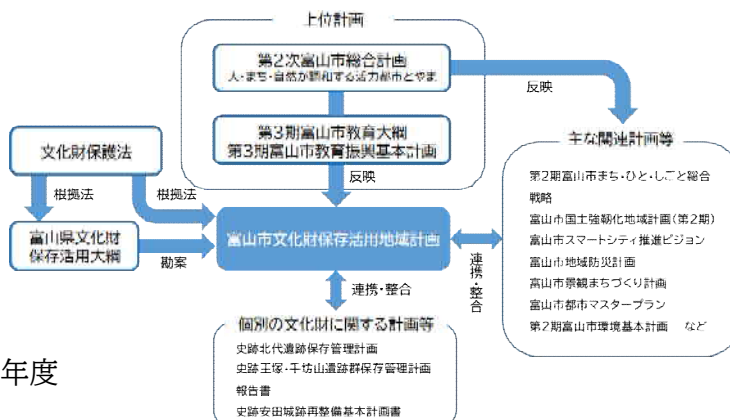 上位計画
第2次富山市総合計画
人・まち・自然が調和する活力都市とやま
反映
第3期富山市教育大綱
第3期富山市教育振興基本計画
主な関連計画等
文化財保護法
反映
第2期富山市まち・ひと・しごと総合
戦略
根拠法
根拠法
富山市国土強靱化地域計画(第2期)
富山県文化財
保存活用大綱
富山市文化財保存活用地域計画
富山市スマートシティ推進ビジョン
勘案
連携・整合
富山市地域防災計画
富山市景観まちづくり計画
連携・整合
富山市都市マスタープラン
個別の文化財に関する計画等
第2期富山市環境基本計画 など
史跡北代遺跡保存管理計画
史跡王塚・千坊山遺跡群保存管理計画
報告書
年度
史跡安田城跡再整備基本計画書